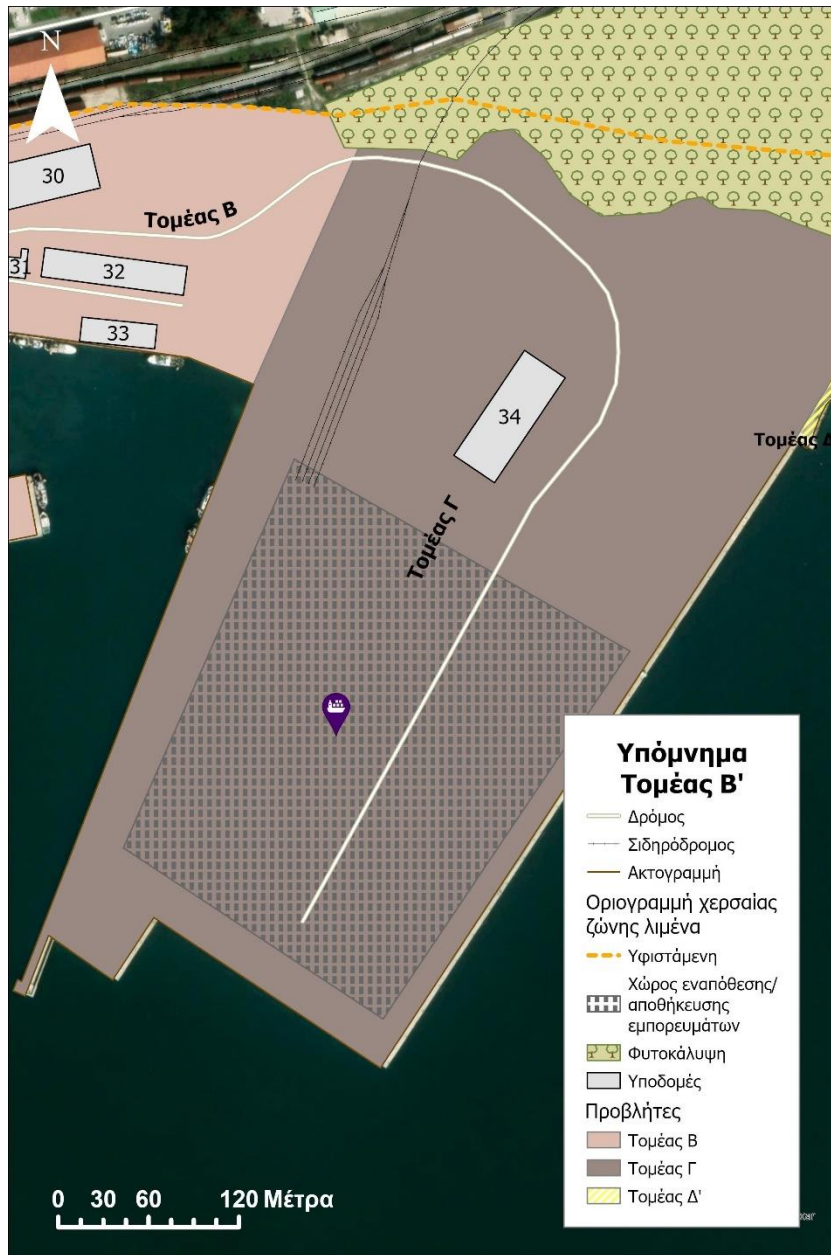 N
30
Τομέας Β
31
32
33
34
Τομέας Δ
Τομέας Γ
Υπόμνημα
Τομέας Β'
Δρόμος
Σιδηρόδρομος
Ακτογραμμή
Οριογραμμή χερσαίας
ζώνης λιμένα
Υφιστάμενη
Χώρος εναπόθεσης/
αποθήκευσης
εμπορευμάτων
Φυτοκάλυψη
Υποδομές
Προβλήτες
Τομέας Β
Τομέας Γ
Τομέας Δ'
0 30 60 120 Μέτρα